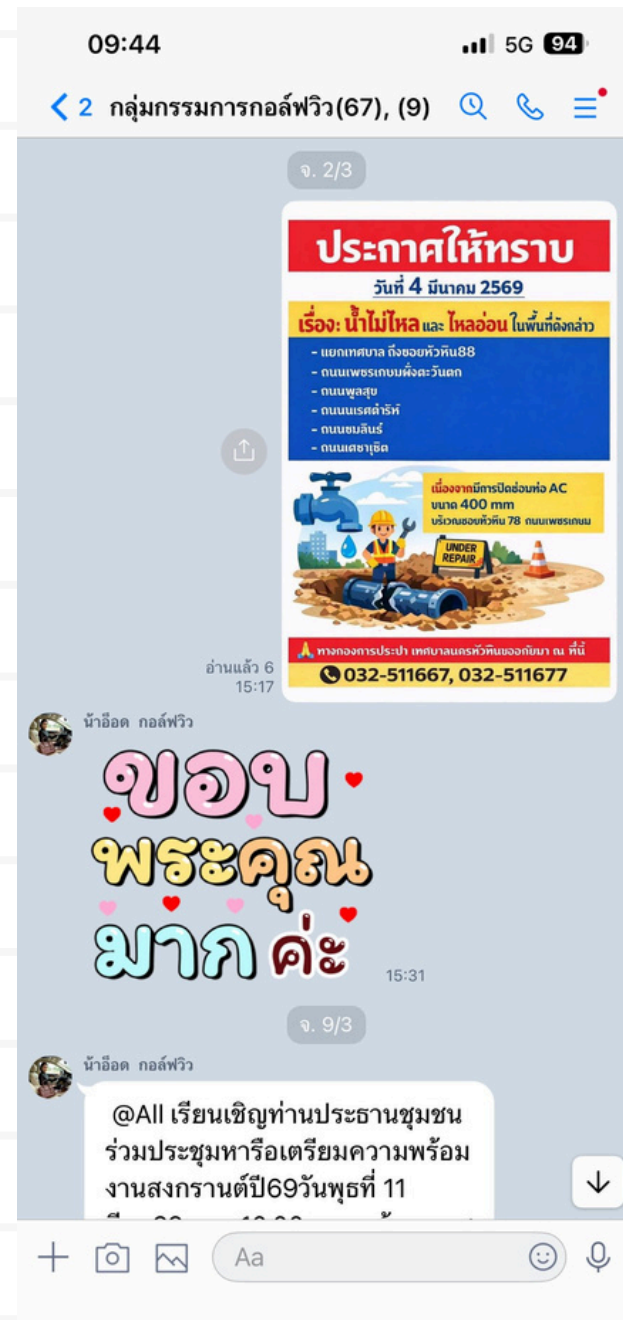 09:44
5G 94
2 กลุ่มกรรมการกอล์ฟวิว(67), (9)
จ. 2/3
ประกาศให้ทราบ
วันที่ 4 มีนาคม 2569
เรื่อง: น้ำไม่ไหล และ ไหลอ่อน ในพื้นที่ดังกล่าว
- แยกเทศบาล ถึงซอยหัวหิน88
- ถนนเพชรเกษมฝั่งตะวันตก
- ถนนพูลสุข
- ถนนนเรศดำริห์
- ถนนชมสินธุ์
- ถนนเดชานุชิต
เนื่องจากมีการปิดซ่อมท่อ AC
ขนาด 400 mm
บริเวณซอยหัวหิน 78 ถนนเพชรเกษม
UNDER
REPAIR
🙏 ทางกองการประปา เทศบาลนครหัวหินขออภัยมา ณ ที่นี้
032-511667, 032-511677
อ่านแล้ว 6
15:17
น้าอ็อด กอล์ฟวิว
ขอบ
พระคุณ
มาก ค่ะ
15:31
จ. 9/3
น้าอ็อด กอล์ฟวิว
@All เรียนเชิญท่านประธานชุมชน
ร่วมประชุมหารือเตรียมความพร้อม
งานสงกรานต์ปี69วันพุธที่ 11
Aa